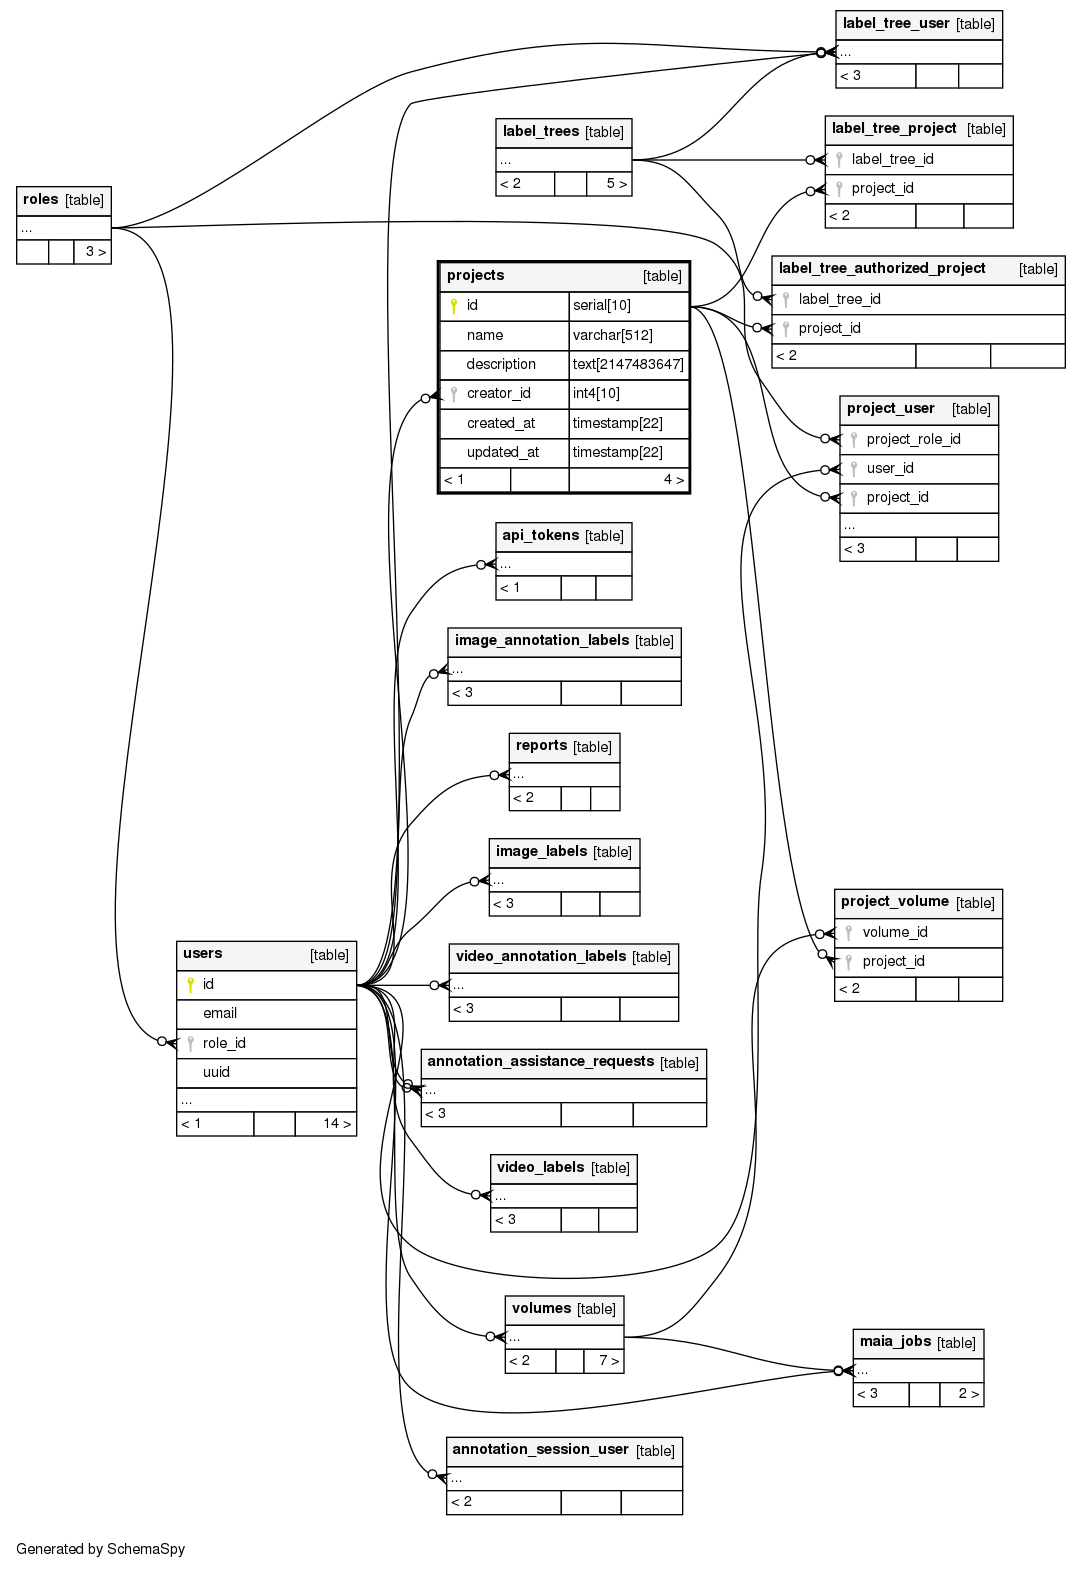 label_tree_user [table]
...
< 3
label_trees [table]
...
< 2 5 >
label_tree_project [table]
label_tree_id
project_id
< 2
roles [table]
...
3 >
projects [table]
id serial[10]
name varchar[512]
description text[2147483647]
creator_id int4[10]
created_at timestamp[22]
updated_at timestamp[22]
< 1 4 >
label_tree_authorized_project [table]
label_tree_id
project_id
< 2
project_user [table]
project_role_id
user_id
project_id
...
< 3
api_tokens [table]
...
< 1
image_annotation_labels [table]
...
< 3
reports [table]
...
< 2
image_labels [table]
...
< 3
project_volume [table]
volume_id
project_id
< 2
users [table]
id
email
role_id
uuid
...
< 1 14 >
video_annotation_labels [table]
...
< 3
annotation_assistance_requests [table]
...
< 3
video_labels [table]
...
< 3
volumes [table]
...
< 2 7 >
maia_jobs [table]
...
< 3 2 >
annotation_session_user [table]
...
< 2
Generated by SchemaSpy